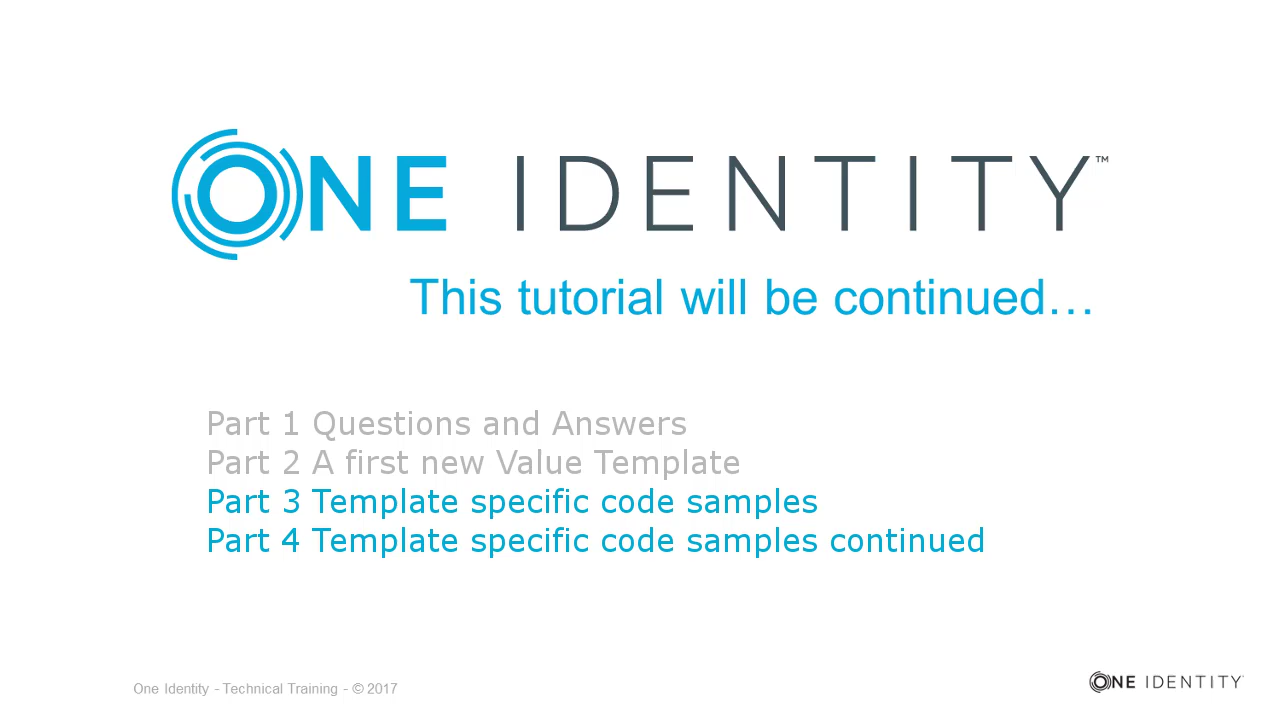 ONE IDENTITY™
This tutorial will be continued…
Part 1 Questions and Answers
Part 2 A first new Value Template
Part 3 Template specific code samples
Part 4 Template specific code samples continued
One Identity - Technical Training - © 2017
ONE IDENTITY